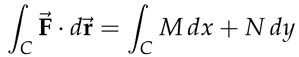 ∫_C F⃗ · dr⃗ = ∫_C M dx + N dy